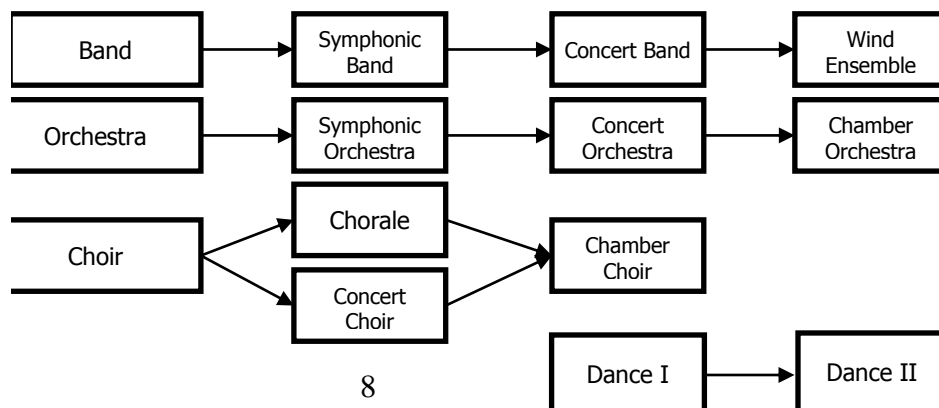 Band
Symphonic
Band
Concert Band
Wind
Ensemble
Orchestra
Symphonic
Orchestra
Concert
Orchestra
Chamber
Orchestra
Choir
Chorale
Concert
Choir
Chamber
Choir
Dance I
Dance II
8